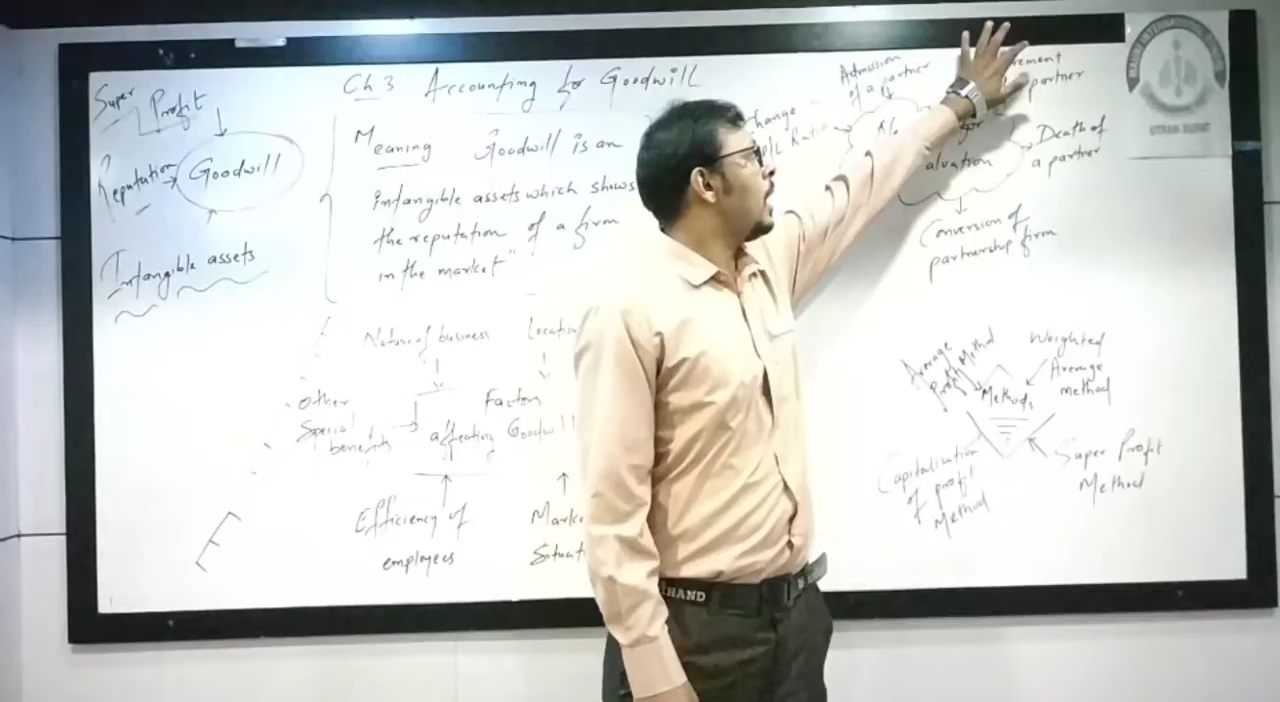 Ch 3 Accounting for Goodwill
Super Profit
Reputation
Goodwill
Intangible assets
Meaning Goodwill is an
intangible assets which shows
the reputation of a firm
in the market"
Nature of business
Other
Special
benefits
Factors
affecting Goodwill
Efficiency of
employees
Admission
of a partner
partner
Ratio
Death of
a partner
Conversion of
partnership firm
Average
Profit Method
Weighted
Average
method
Methods
Capitalisation
of profit
Method
Super Profit
Method